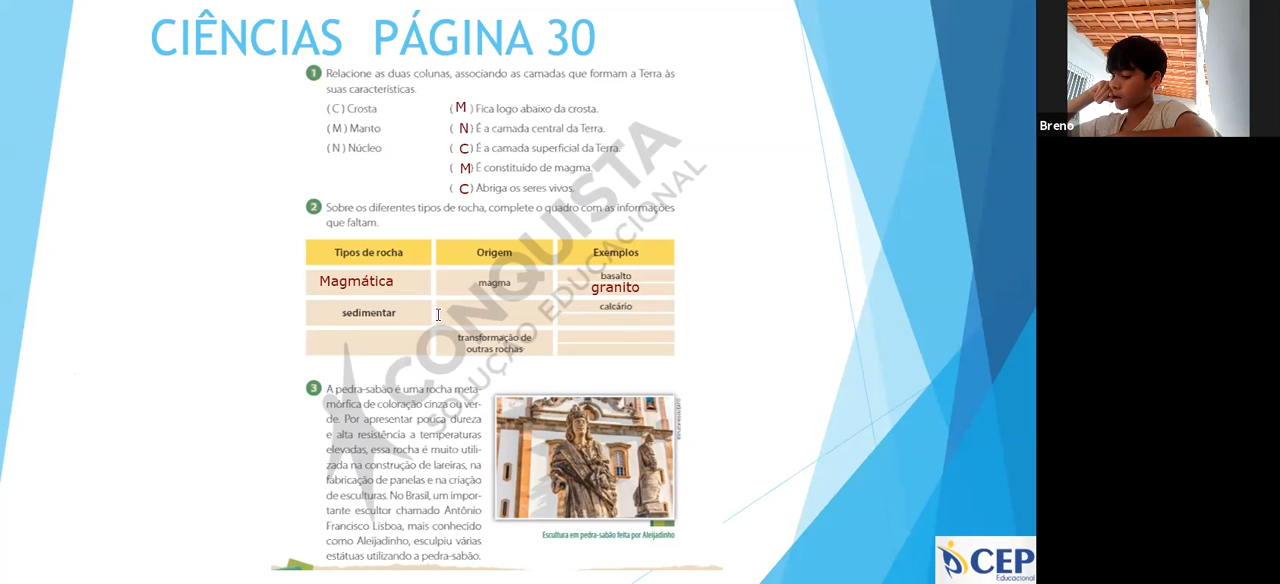 CIÊNCIAS PÁGINA 30
1 Relacione as duas colunas, associando as camadas que formam a Terra às
suas características.
( C ) Crosta
( M ) Manto
( N ) Núcleo
( M ) Fica logo abaixo da crosta.
( N ) É a camada central da Terra.
( C ) É a camada superficial da Terra.
( M ) É constituído de magma.
( C ) Abriga os seres vivos.
2 Sobre os diferentes tipos de rocha, complete o quadro com as informações
que faltam.
Tipos de rocha Origem Exemplos
Magmática magma basalto
granito
sedimentar calcário
transformação de
outras rochas
3 A pedra-sabão é uma rocha meta-
mórfica de coloração cinza ou ver-
de. Por apresentar pouca dureza
e alta resistência a temperaturas
elevadas, essa rocha é muito utili-
zada na construção de lareiras, na
fabricação de panelas e na criação
de esculturas. No Brasil, um impor-
tante escultor chamado Antônio
Francisco Lisboa, mais conhecido
como Aleijadinho, esculpiu várias
estátuas utilizando a pedra-sabão.
Escultura em pedra-sabão feita por Aleijadinho
CONQUISTA
SOLUÇÃO EDUCACIONAL
Breno
CEP
Educacional